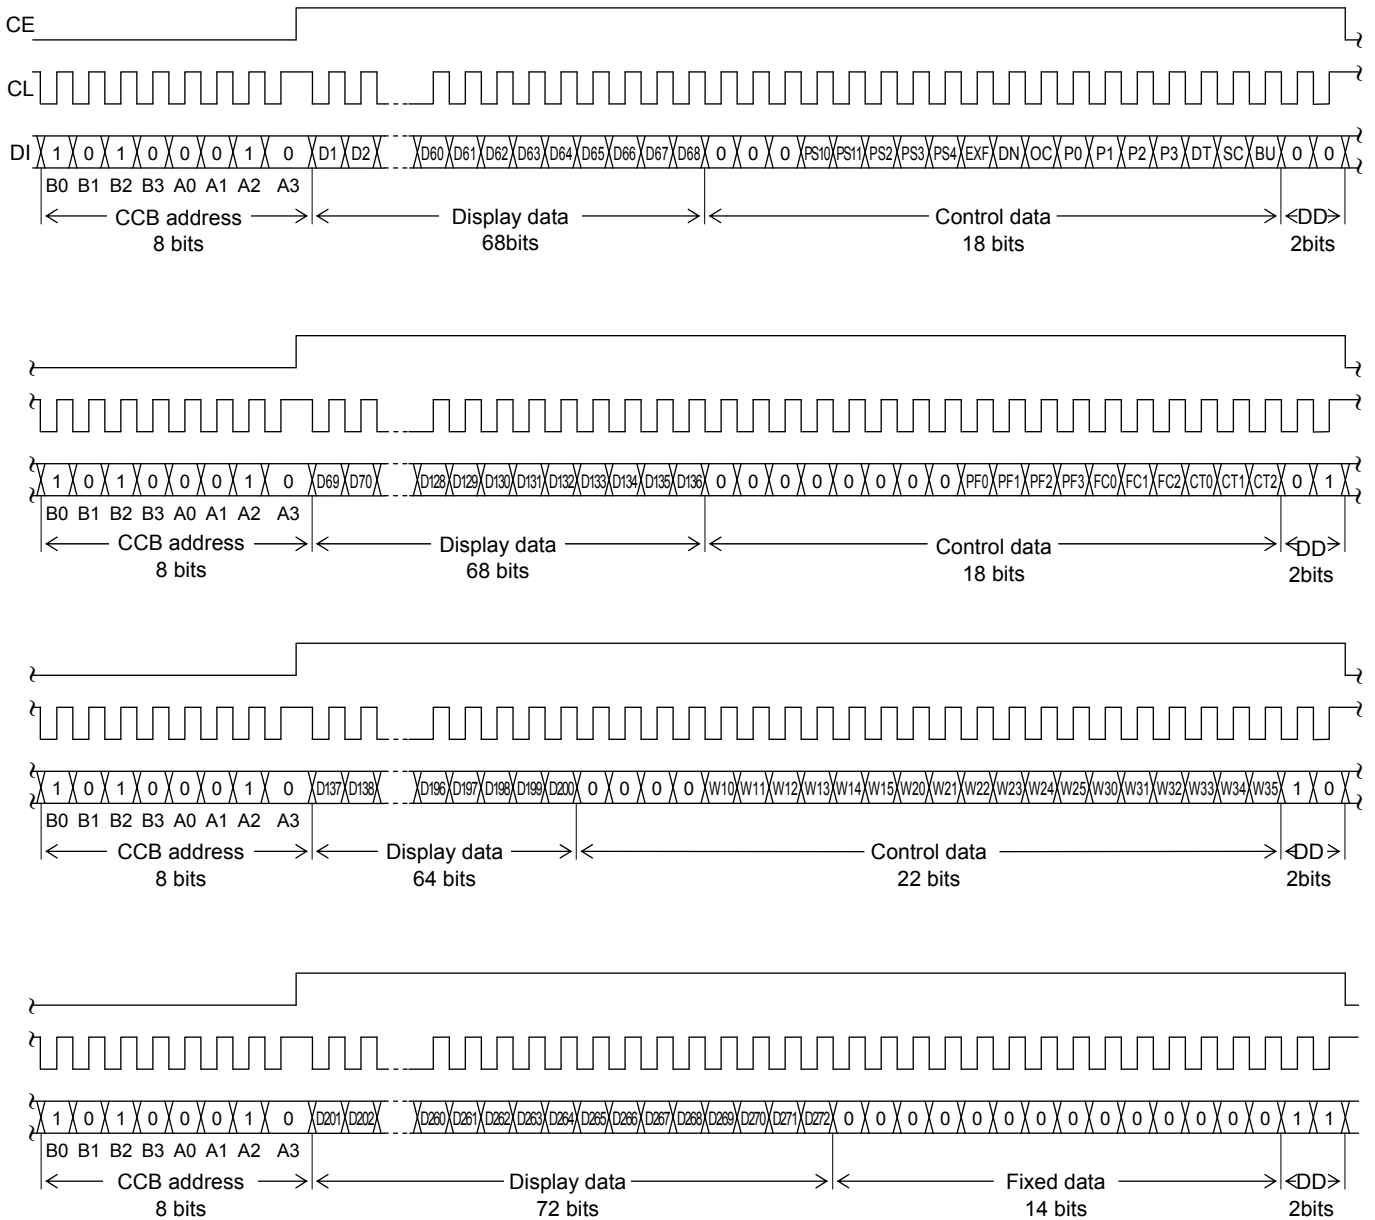 CE
CL
DI 1 0 1 0 0 0 1 0 D1 D2 D60 D61 D62 D63 D64 D65 D66 D67 D68 0 0 0 PS10 PS11 PS2 PS3 PS4 EXF DN OC P0 P1 P2 P3 DT SC BU 0 0
B0 B1 B2 B3 A0 A1 A2 A3
CCB address Display data Control data DD
8 bits 68bits 18 bits 2bits
1 0 1 0 0 0 1 0 D69 D70 D128 D129 D130 D131 D132 D133 D134 D135 D136 0 0 0 0 0 0 0 0 PF0 PF1 PF2 PF3 FC0 FC1 FC2 CT0 CT1 CT2 0 1
B0 B1 B2 B3 A0 A1 A2 A3
CCB address Display data Control data DD
8 bits 68 bits 18 bits 2bits
1 0 1 0 0 0 1 0 D137 D138 D196 D197 D198 D199 D200 0 0 0 0 W10 W11 W12 W13 W14 W15 W20 W21 W22 W23 W24 W25 W30 W31 W32 W33 W34 W35 1 0
B0 B1 B2 B3 A0 A1 A2 A3
CCB address Display data Control data DD
8 bits 64 bits 22 bits 2bits
1 0 1 0 0 0 1 0 D201 D202 D260 D261 D262 D263 D264 D265 D266 D267 D268 D269 D270 D271 D272 0 0 0 0 0 0 0 0 0 0 0 0 0 0 1 1
B0 B1 B2 B3 A0 A1 A2 A3
CCB address Display data Fixed data DD
8 bits 72 bits 14 bits 2bits